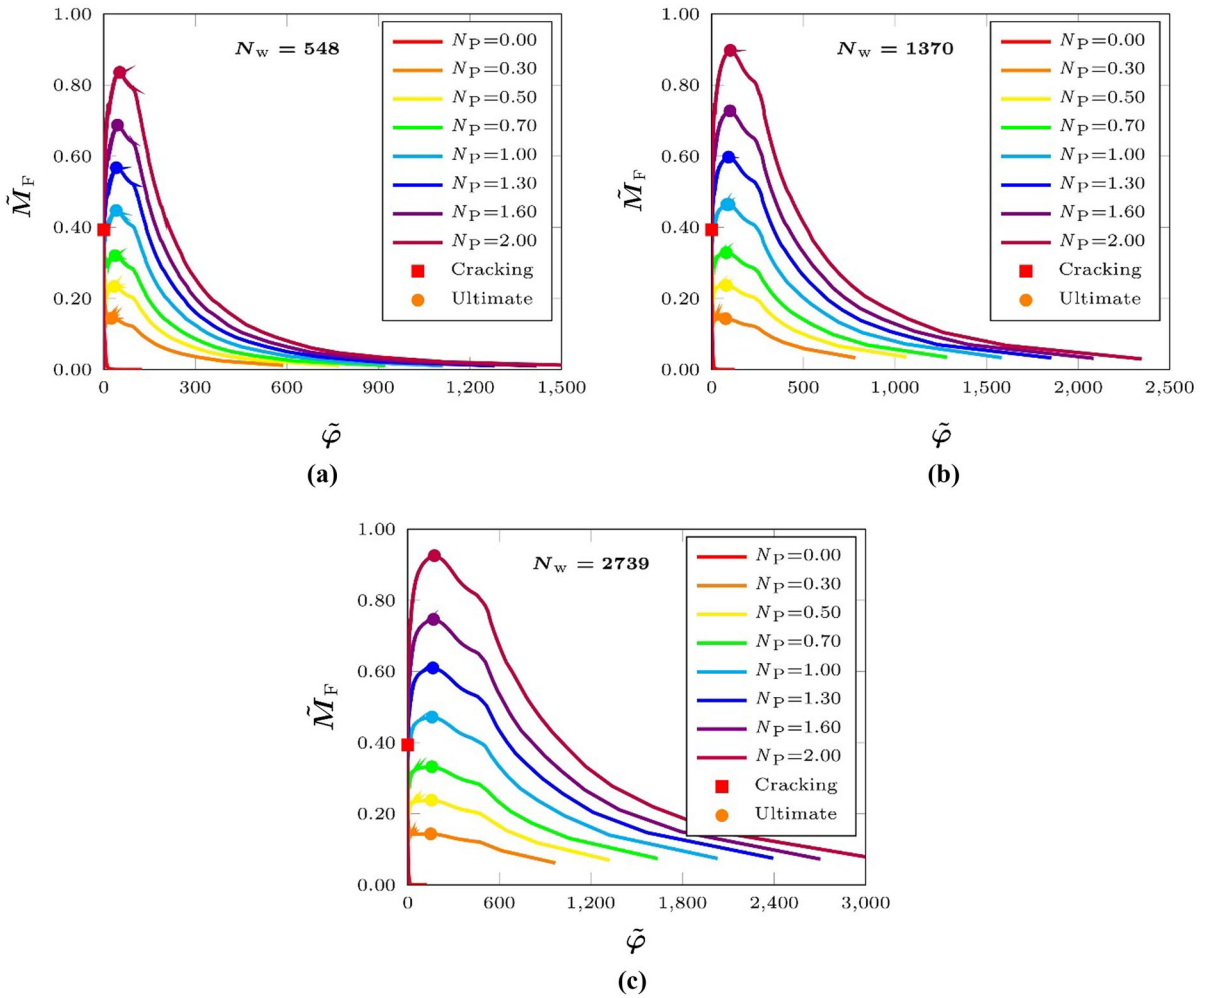 1.00
0.80
0.60
0.40
0.20
0.00
M̃F
Nw = 548
NP=0.00
NP=0.30
NP=0.50
NP=0.70
NP=1.00
NP=1.30
NP=1.60
NP=2.00
Cracking
Ultimate
0 300 600 900 1,200 1,500
φ̃
(a)
1.00
0.80
0.60
0.40
0.20
0.00
M̃F
Nw = 1370
NP=0.00
NP=0.30
NP=0.50
NP=0.70
NP=1.00
NP=1.30
NP=1.60
NP=2.00
Cracking
Ultimate
0 500 1,000 1,500 2,000 2,500
φ̃
(b)
1.00
0.80
0.60
0.40
0.20
0.00
M̃F
Nw = 2739
NP=0.00
NP=0.30
NP=0.50
NP=0.70
NP=1.00
NP=1.30
NP=1.60
NP=2.00
Cracking
Ultimate
0 600 1,200 1,800 2,400 3,000
φ̃
(c)